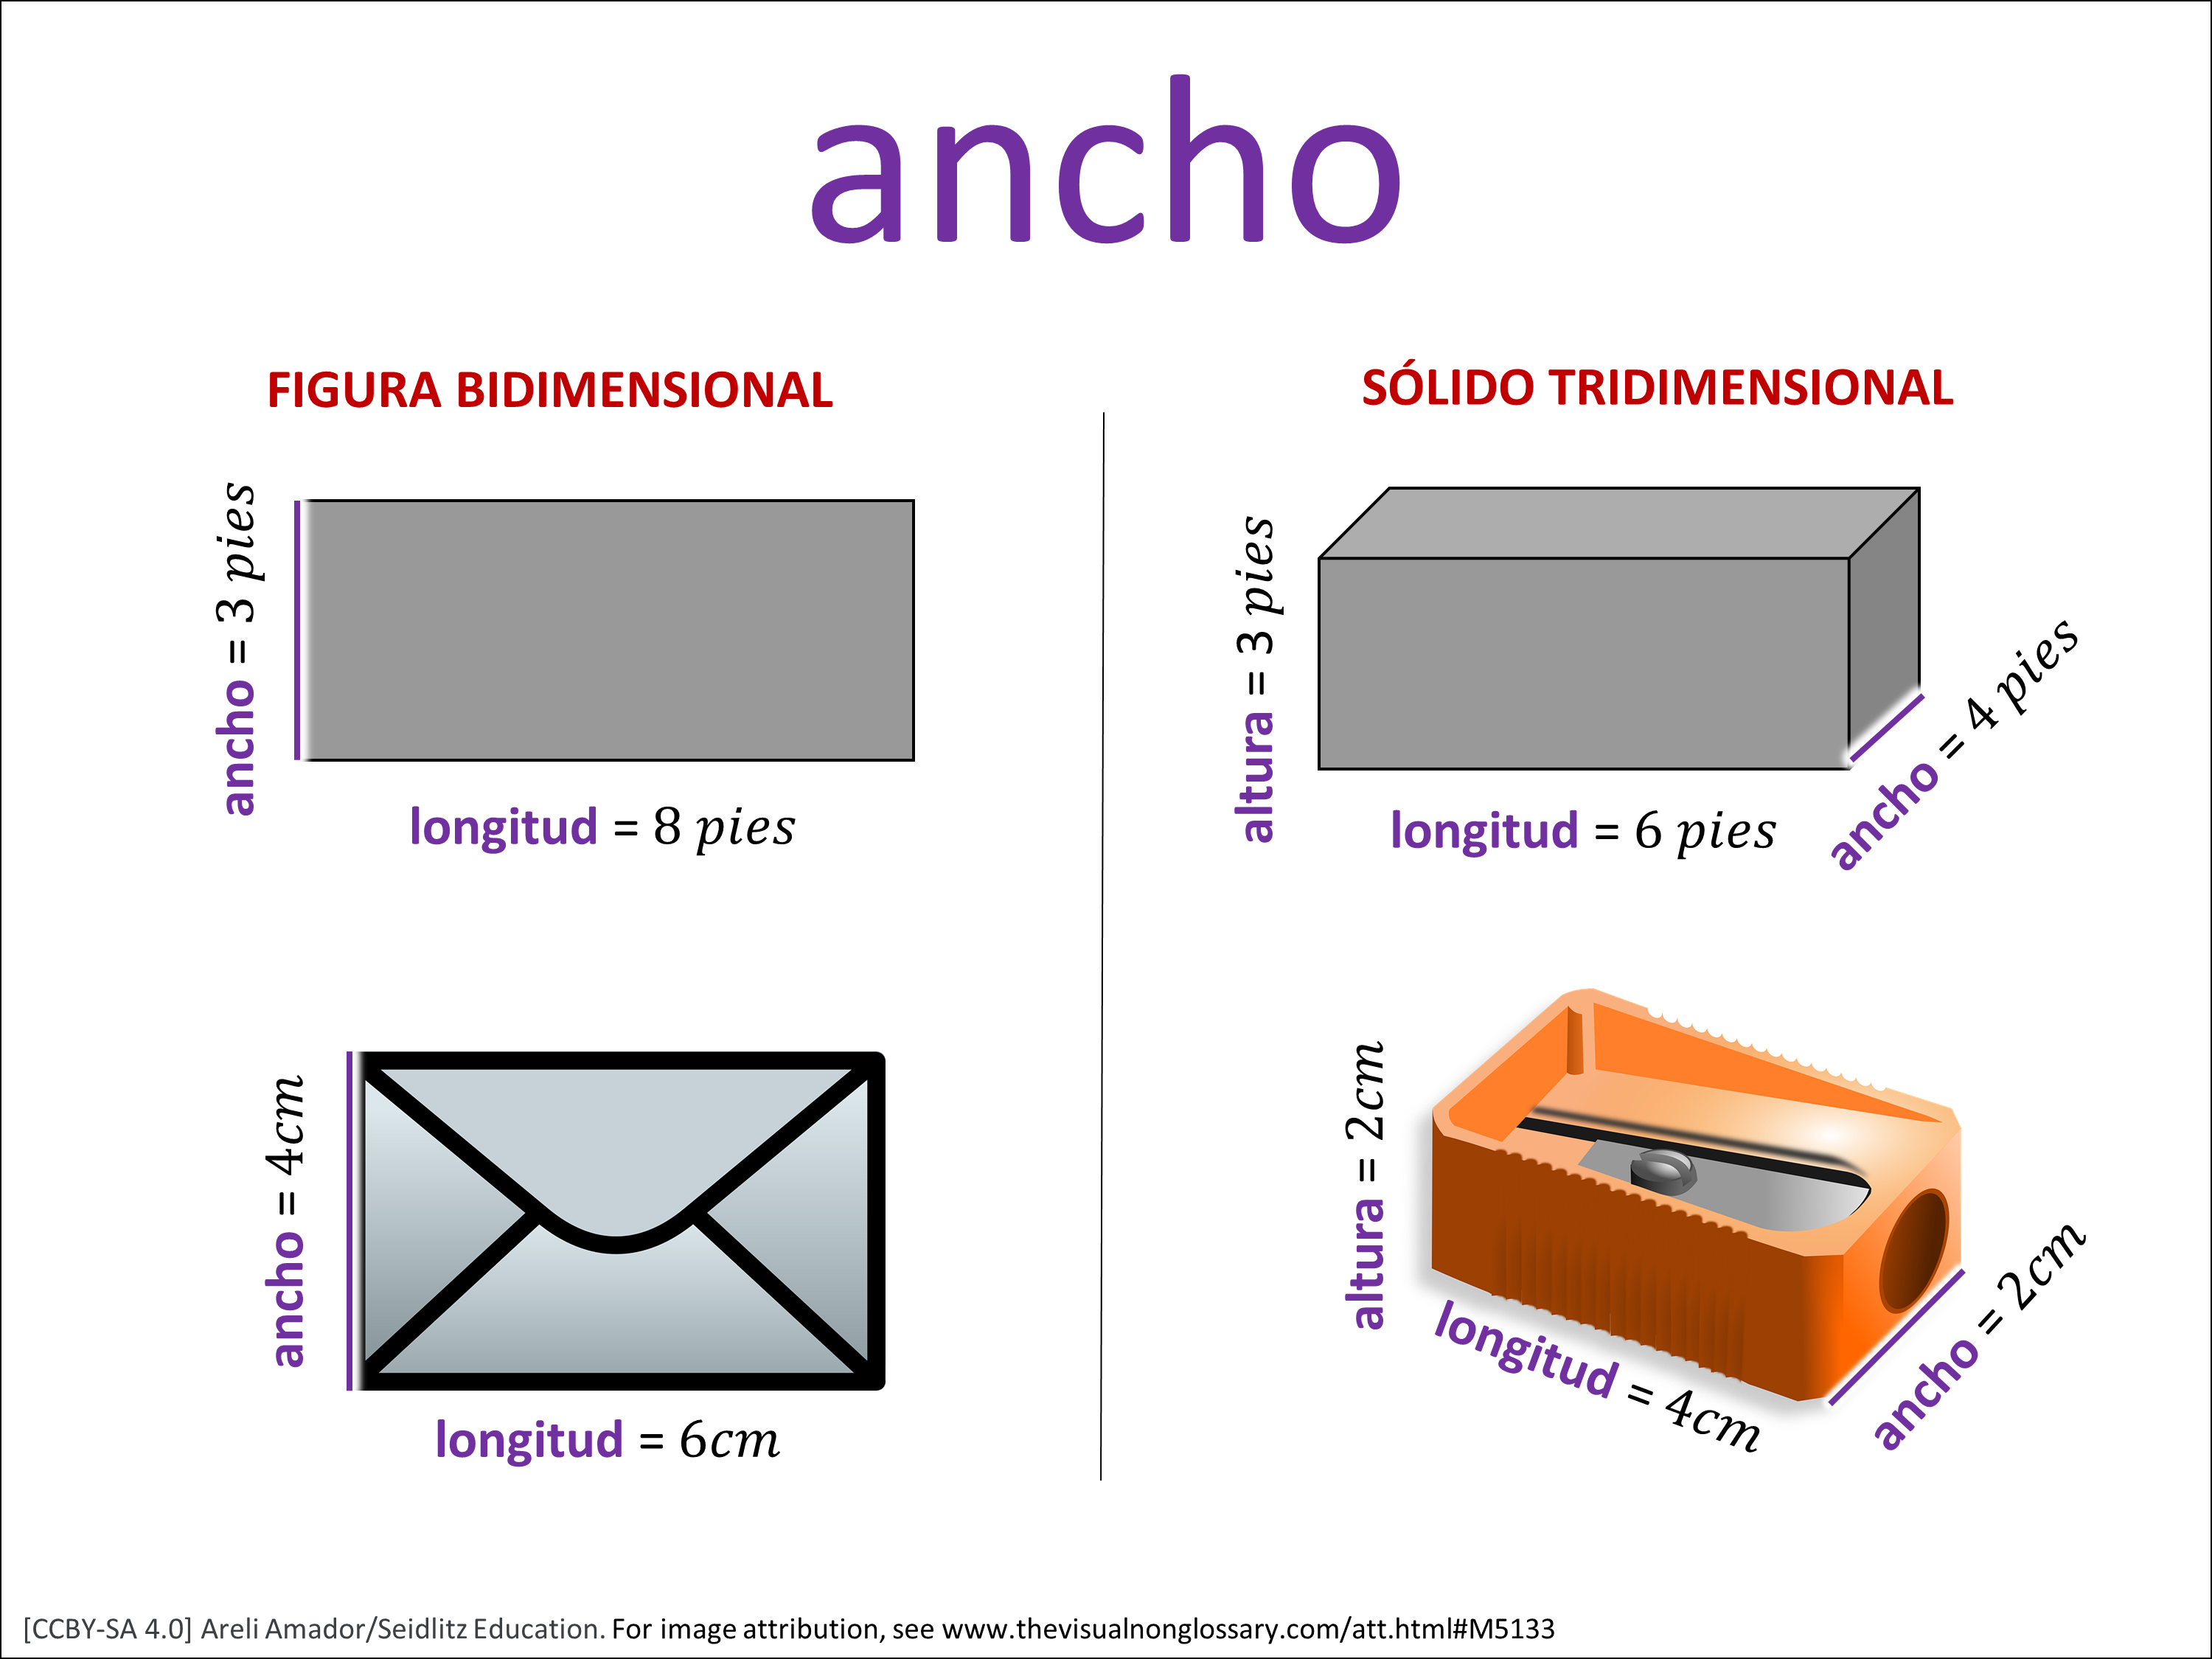 ancho
FIGURA BIDIMENSIONAL
ancho = 3 pies
longitud = 8 pies
ancho = 4cm
longitud = 6cm
SÓLIDO TRIDIMENSIONAL
altura = 3 pies
longitud = 6 pies
ancho = 4 pies
altura = 2cm
longitud = 4cm
ancho = 2cm
[CCBY-SA 4.0] Areli Amador/Seidlitz Education. For image attribution, see www.thevisualnonglossary.com/att.html#M5133